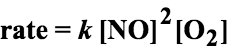 rate = k [NO]² [O₂]